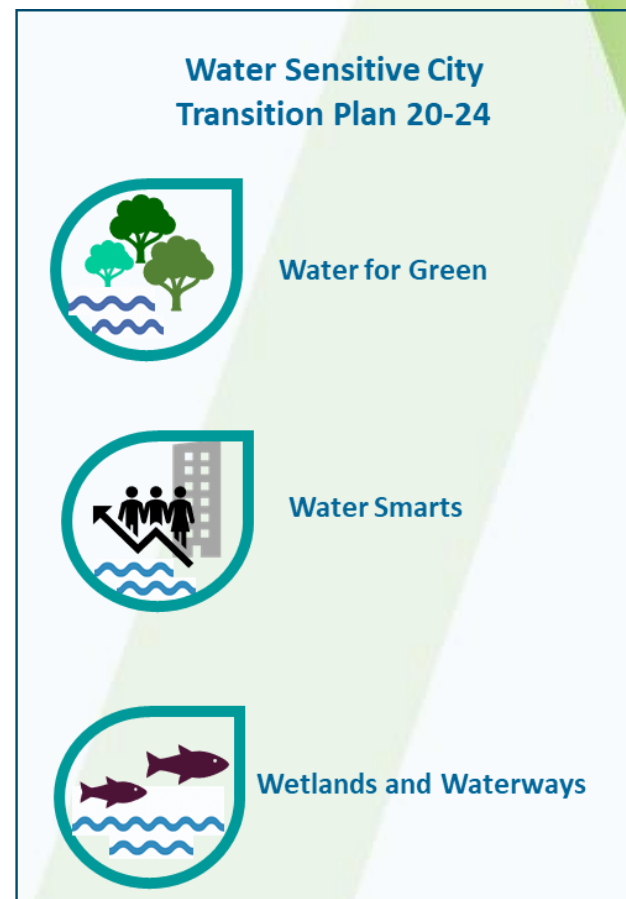 Water Sensitive City
Transition Plan 20-24
Water for Green
Water Smarts
Wetlands and Waterways